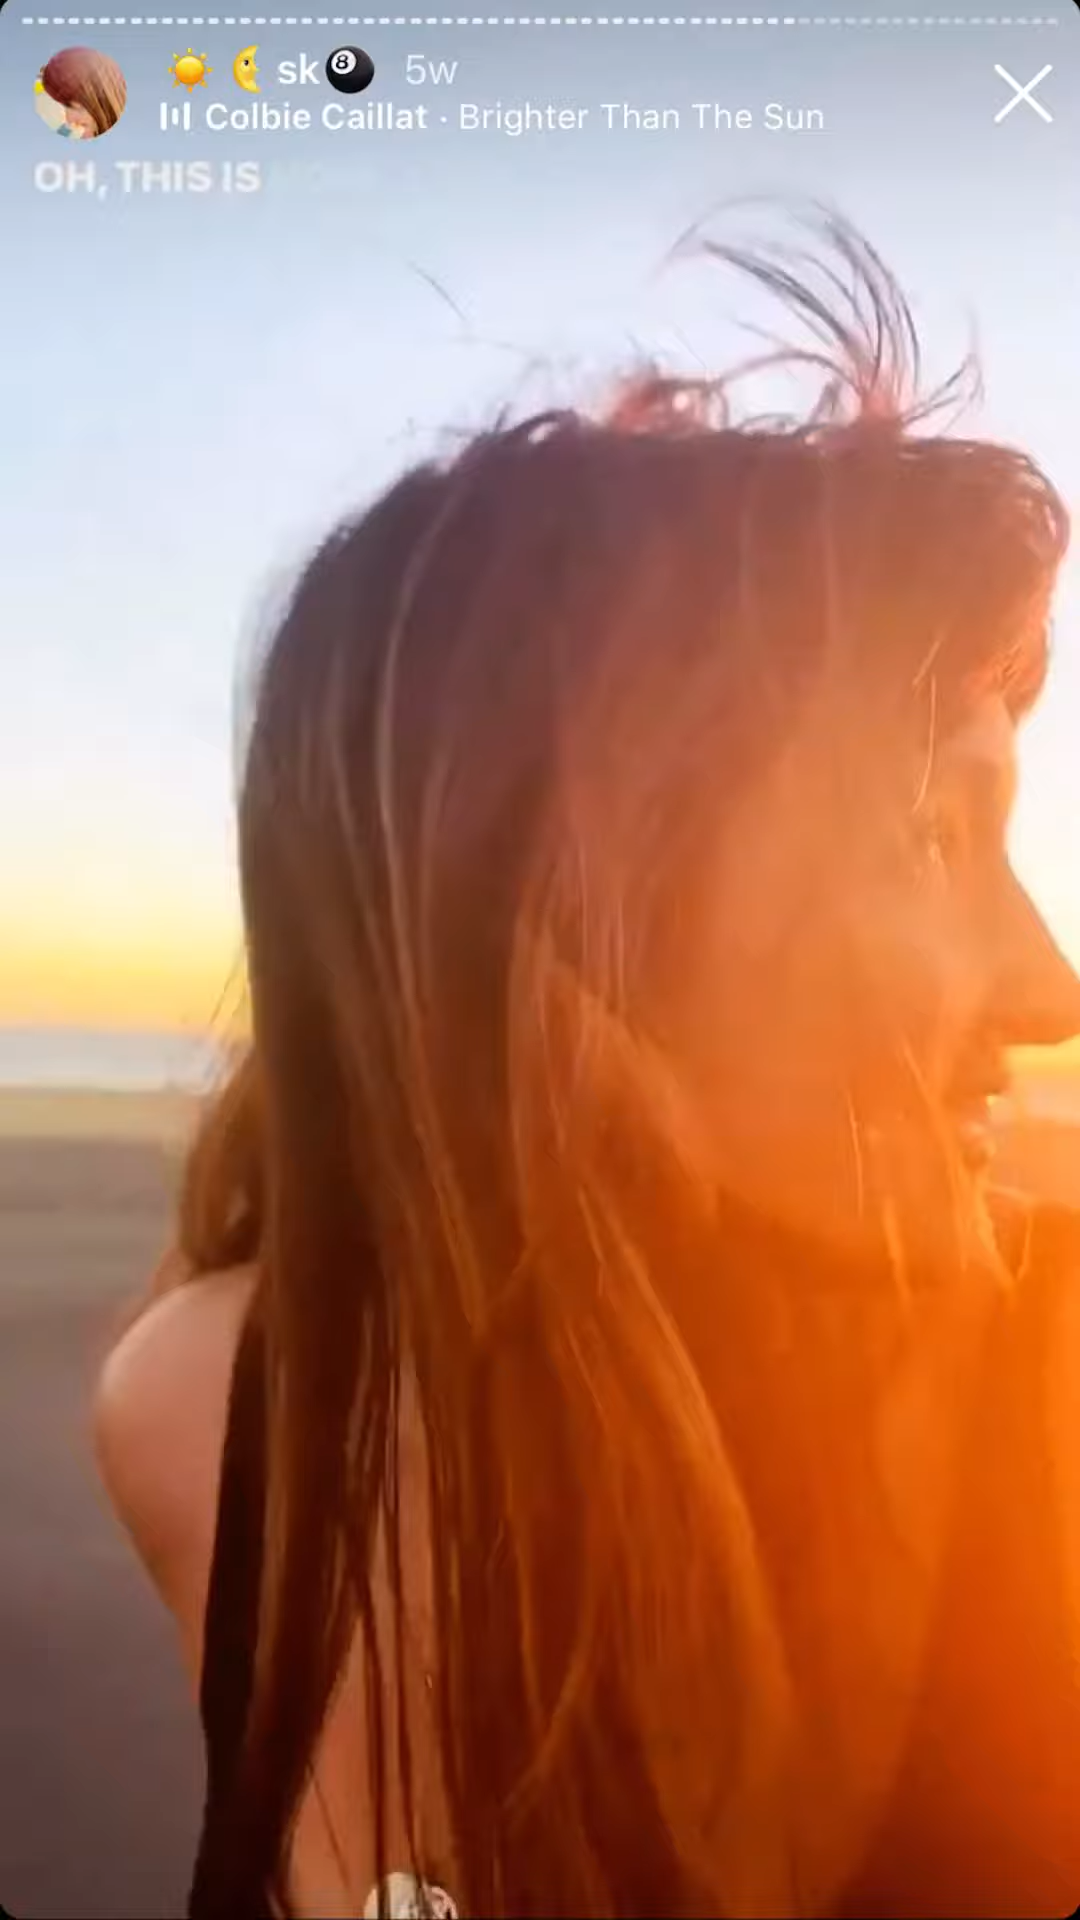 ☀️🌜sk🎱 5w
Colbie Caillat · Brighter Than The Sun
OH, THIS IS